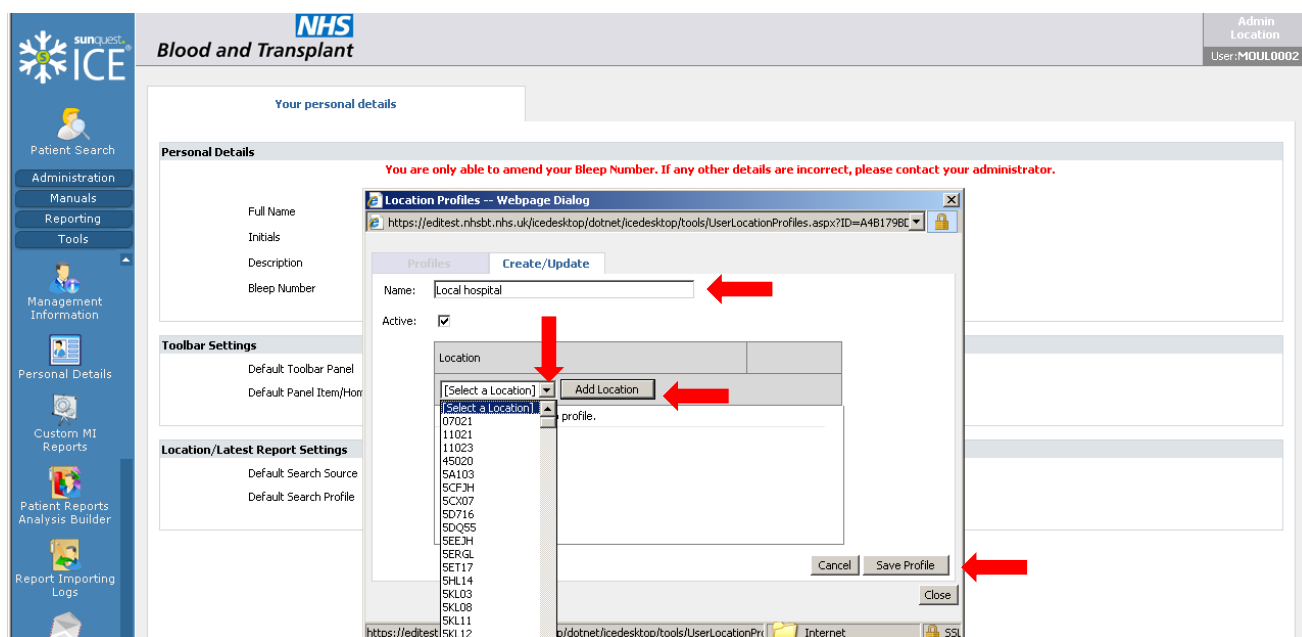 sunquest.
ICE
NHS
Blood and Transplant
Admin
Location
User:MOUL0002
Patient Search
Administration
Manuals
Reporting
Tools
Management
Information
Personal Details
Custom MI
Reports
Patient Reports
Analysis Builder
Report Importing
Logs
Your personal details
Personal Details
You are only able to amend your Bleep Number. If any other details are incorrect, please contact your administrator.
Full Name
Initials
Description
Bleep Number
Toolbar Settings
Default Toolbar Panel
Default Panel Item/Hom
Location/Latest Report Settings
Default Search Source
Default Search Profile
Location Profiles -- Webpage Dialog
https://editest.nhsbt.nhs.uk/icedesktop/dotnet/icedesktop/tools/UserLocationProfiles.aspx?ID=A4B179BD
Profiles
Create/Update
Name: Local hospital
Active:
Location
[Select a Location]
Add Location
[Select a Location]
profile.
07021
11021
11023
45020
5A103
5CFJH
5CX07
5D716
5DQ55
5EEJH
5ERGL
5ET17
5HL14
5KL03
5KL08
5KL11
5KL12
Cancel
Save Profile
Close
https://editest
p/dotnet/icedesktop/tools/UserLocationPr
Internet
SSL